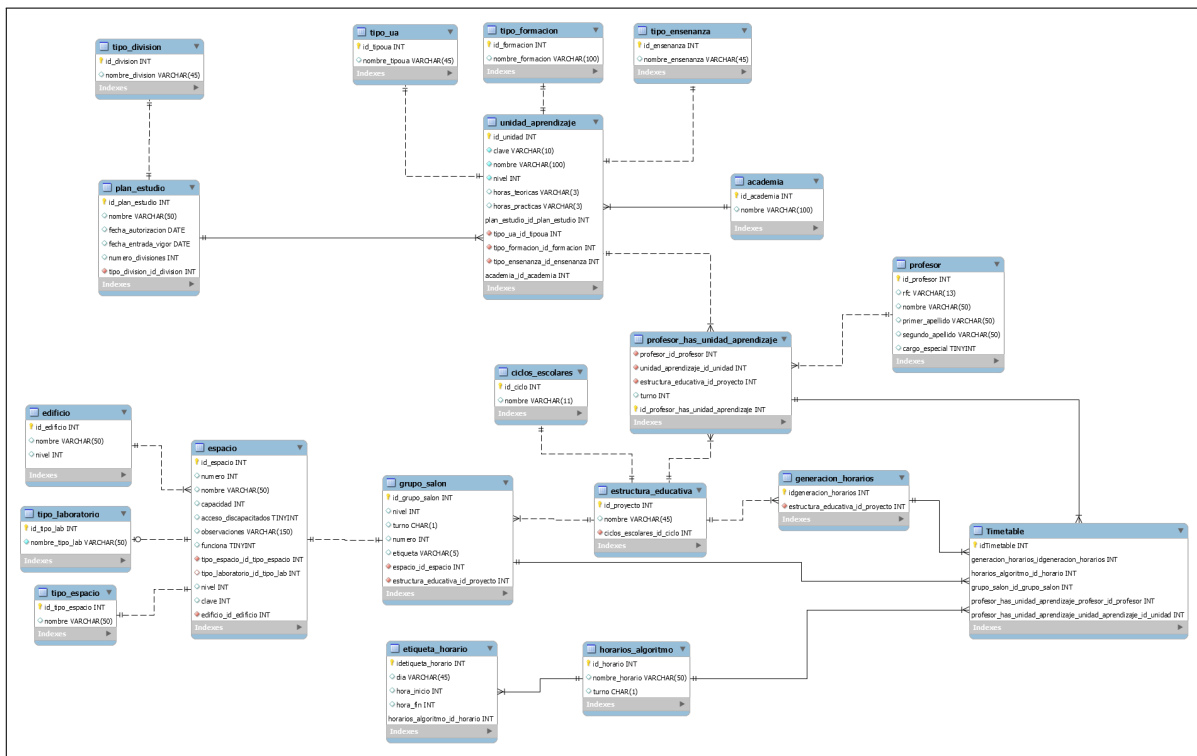 tipo_division
id_division INT
nombre_division VARCHAR(45)
Indexes
tipo_ua
id_tipoua INT
nombre_tipoua VARCHAR(45)
Indexes
tipo_formacion
id_formacion INT
nombre_formacion VARCHAR(100)
Indexes
tipo_ensenanza
id_ensenanza INT
nombre_ensenanza VARCHAR(45)
Indexes
unidad_aprendizaje
id_unidad INT
clave VARCHAR(10)
nombre VARCHAR(100)
nivel INT
horas_teoricas VARCHAR(3)
horas_practicas VARCHAR(3)
plan_estudio_id_plan_estudio INT
tipo_ua_id_tipoua INT
tipo_formacion_id_formacion INT
tipo_ensenanza_id_ensenanza INT
academia_id_academia INT
Indexes
plan_estudio
id_plan_estudio INT
nombre VARCHAR(50)
fecha_autorizacion DATE
fecha_entrada_vigor DATE
numero_divisiones INT
tipo_division_id_division INT
Indexes
academia
id_academia INT
nombre VARCHAR(100)
Indexes
profesor
id_profesor INT
rfc VARCHAR(13)
nombre VARCHAR(50)
primer_apellido VARCHAR(50)
segundo_apellido VARCHAR(50)
cargo_especial TINYINT
Indexes
profesor_has_unidad_aprendizaje
profesor_id_profesor INT
unidad_aprendizaje_id_unidad INT
estructura_educativa_id_proyecto INT
turno INT
id_profesor_has_unidad_aprendizaje INT
Indexes
ciclos_escolares
id_ciclo INT
nombre VARCHAR(11)
Indexes
edificio
id_edificio INT
nombre VARCHAR(50)
nivel INT
Indexes
espacio
id_espacio INT
numero INT
nombre VARCHAR(50)
capacidad INT
acceso_discapacitados TINYINT
observaciones VARCHAR(150)
funciona TINYINT
tipo_espacio_id_tipo_espacio INT
tipo_laboratorio_id_tipo_lab INT
nivel INT
clave INT
edificio_id_edificio INT
Indexes
grupo_salon
id_grupo_salon INT
nivel INT
turno CHAR(1)
numero INT
etiqueta VARCHAR(5)
espacio_id_espacio INT
estructura_educativa_id_proyecto INT
Indexes
estructura_educativa
id_proyecto INT
nombre VARCHAR(45)
ciclos_escolares_id_ciclo INT
Indexes
generacion_horarios
idgeneracion_horarios INT
estructura_educativa_id_proyecto INT
Indexes
tipo_laboratorio
id_tipo_lab INT
nombre_tipo_lab VARCHAR(50)
Indexes
Timetable
idTimetable INT
generacion_horarios_idgeneracion_horarios INT
horarios_algoritmo_id_horario INT
grupo_salon_id_grupo_salon INT
profesor_has_unidad_aprendizaje_profesor_id_profesor INT
profesor_has_unidad_aprendizaje_unidad_aprendizaje_id_unidad INT
Indexes
tipo_espacio
id_tipo_espacio INT
nombre VARCHAR(50)
Indexes
etiqueta_horario
idetiqueta_horario INT
dia VARCHAR(45)
hora_inicio INT
hora_fin INT
horarios_algoritmo_id_horario INT
Indexes
horarios_algoritmo
id_horario INT
nombre_horario VARCHAR(50)
turno CHAR(1)
Indexes